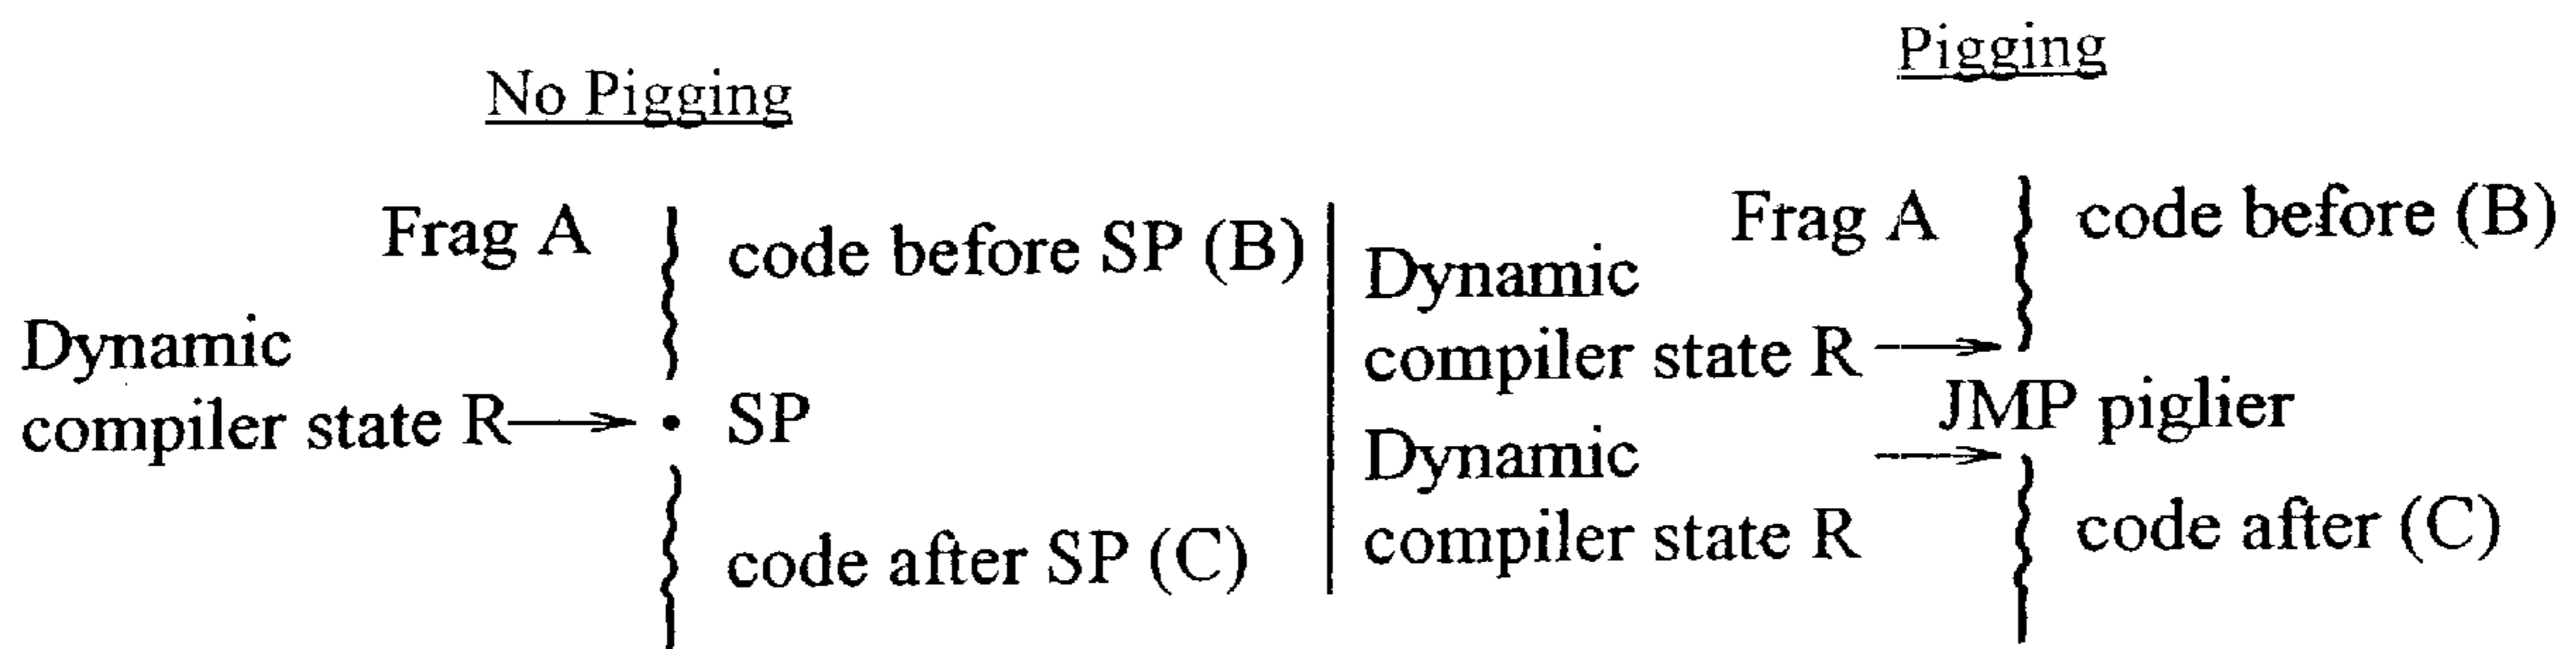 No Pigging
Frag A
code before SP (B)
Dynamic
compiler state R
SP
code after SP (C)
Pigging
Frag A
code before (B)
Dynamic
compiler state R
JMP piglier
Dynamic
compiler state R
code after (C)